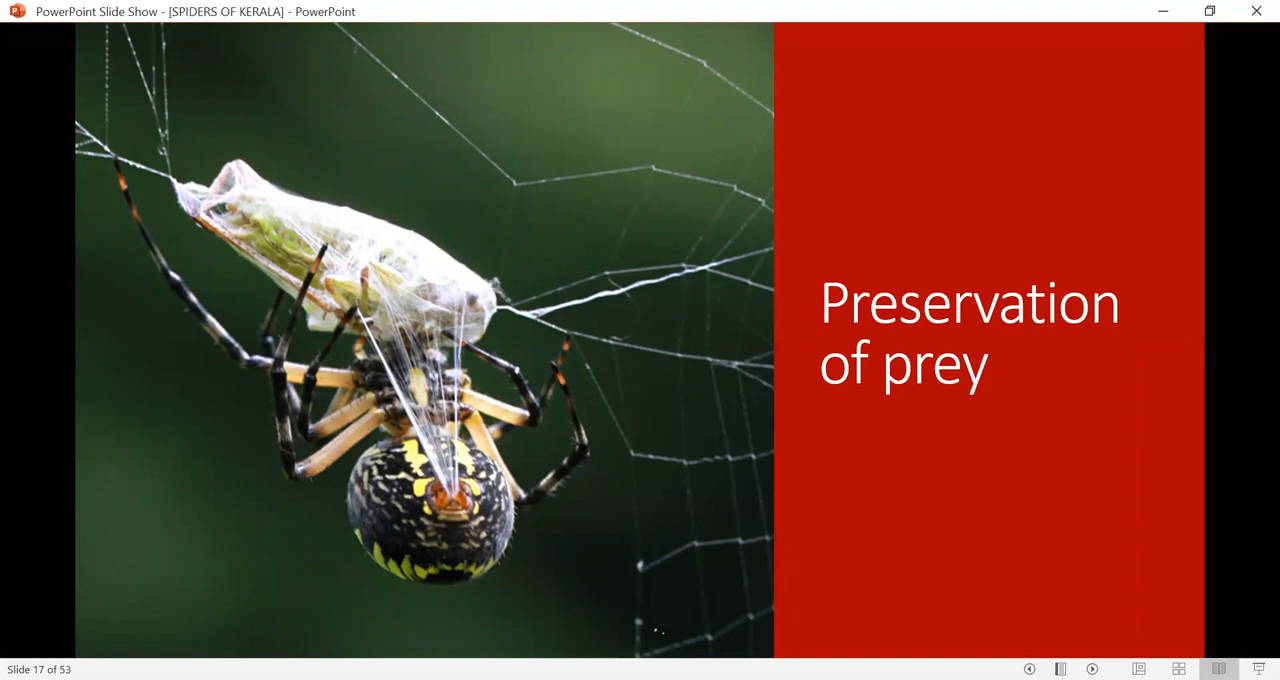 PowerPoint Slide Show - [SPIDERS OF KERALA] - PowerPoint
Preservation
of prey
Slide 17 of 53